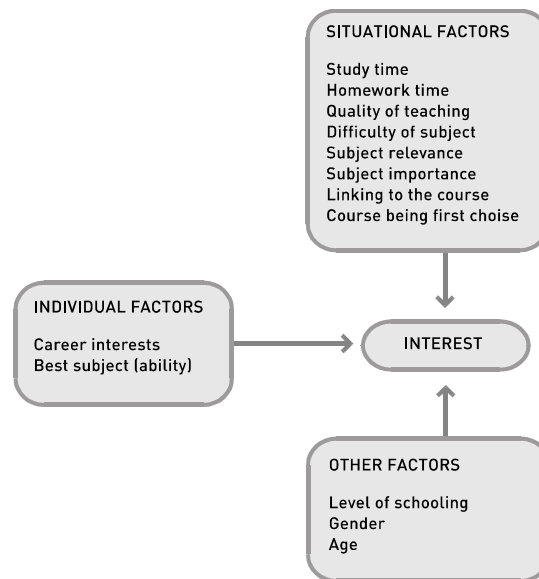 SITUATIONAL FACTORS
Study time
Homework time
Quality of teaching
Difficulty of subject
Subject relevance
Subject importance
Linking to the course
Course being first choise
INDIVIDUAL FACTORS
Career interests
Best subject (ability)
INTEREST
OTHER FACTORS
Level of schooling
Gender
Age